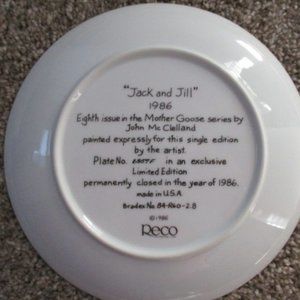 "Jack and Jill"
1986
Eighth issue in the Mother Goose series by
John McClelland
painted expressly for this single edition
by the artist.
Plate No. in an exclusive
Limited Edition
permanently closed in the year of 1986.
made in U.S.A
Bradex No. 84-R60-2.8
©1986
Reco